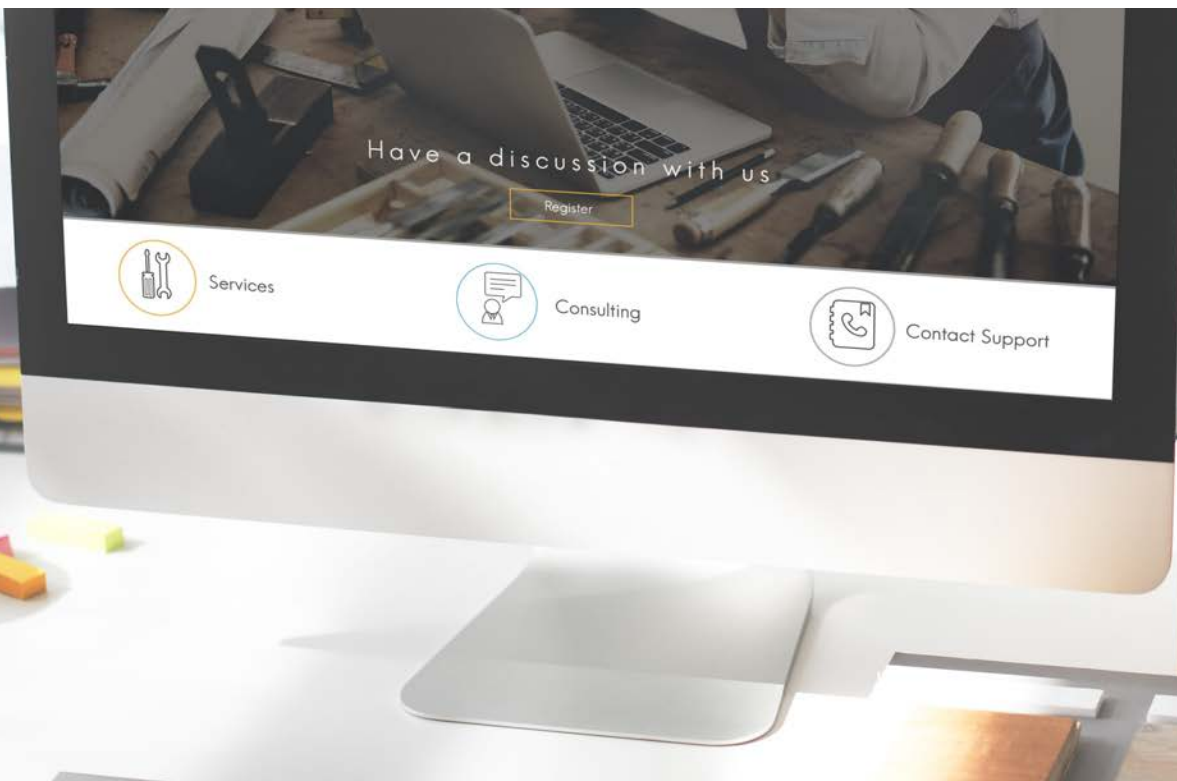 Have a discussion with us
Register
Services
Consulting
Contact Support